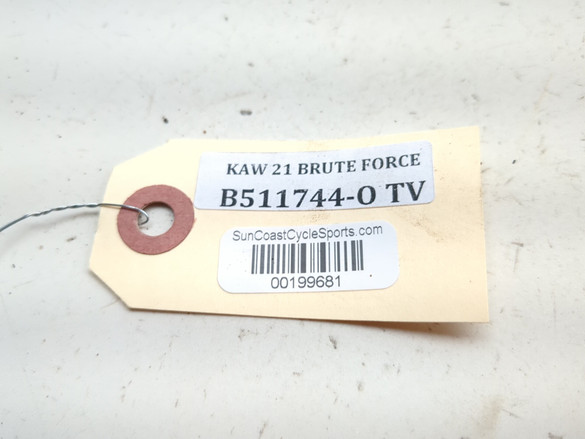 KAW 21 BRUTE FORCE
B511744-O TV
SunCoastCycleSports.com
00199681